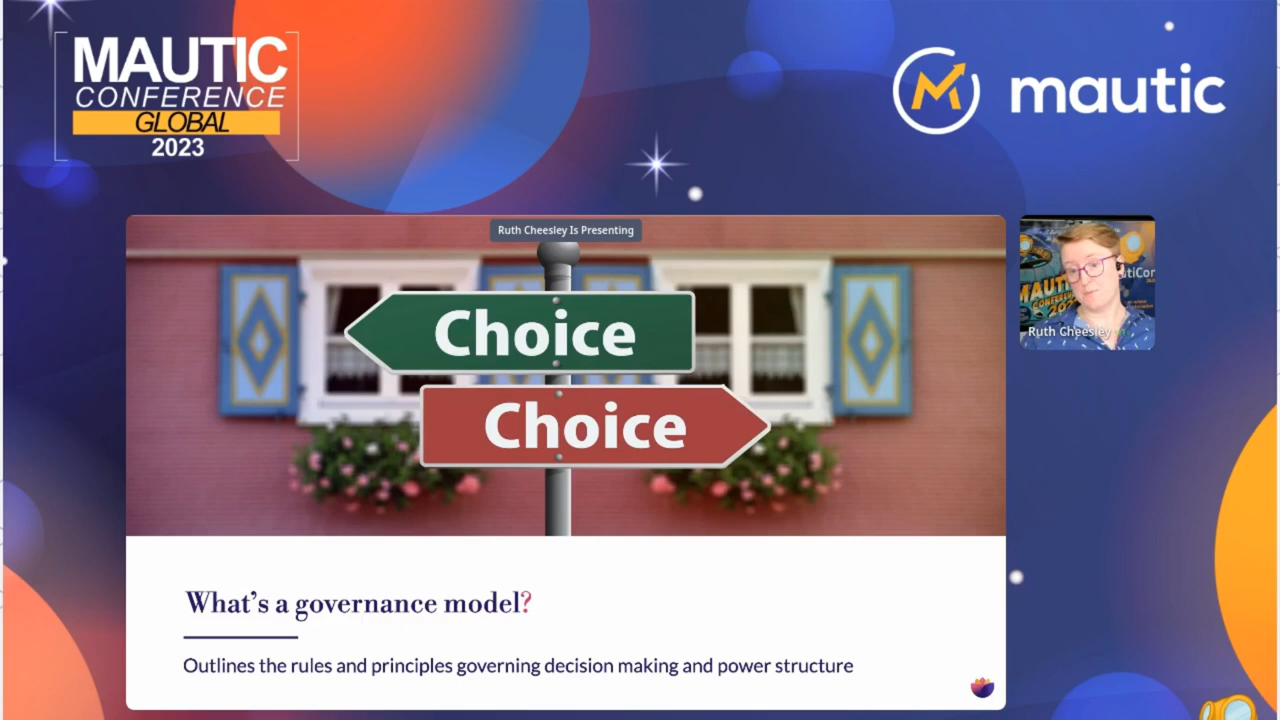 MAUTIC
CONFERENCE
GLOBAL
2023
mautic
Ruth Cheesley Is Presenting
Choice
Choice
Ruth Cheesley
What's a governance model?
Outlines the rules and principles governing decision making and power structure